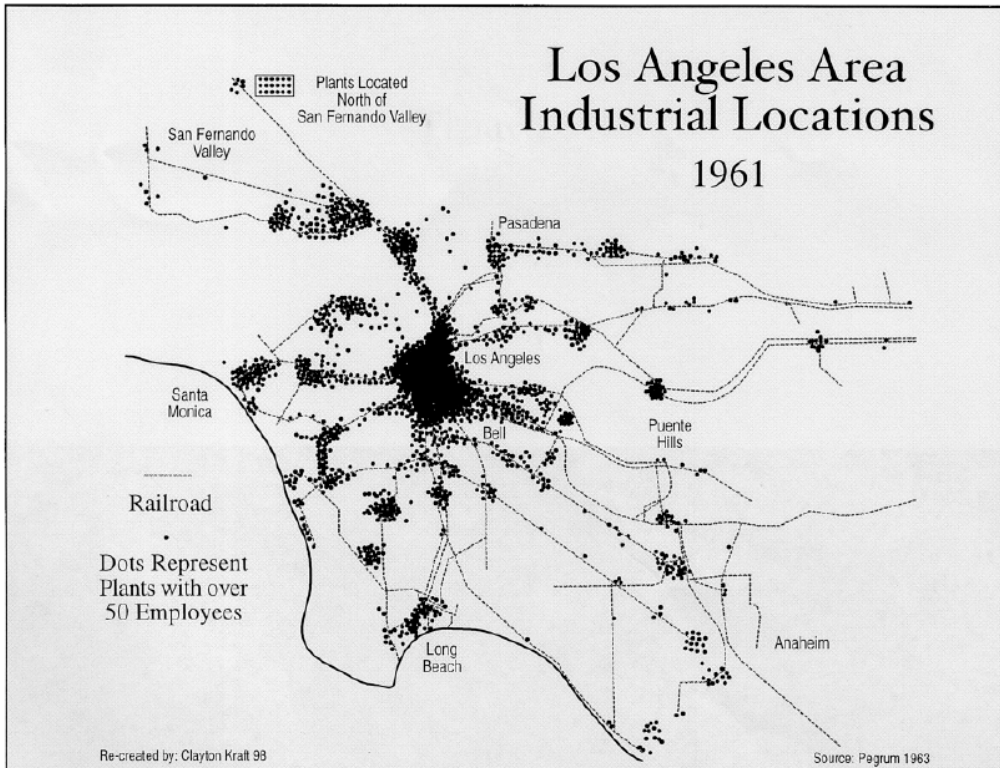 Los Angeles Area
Industrial Locations
1961
Plants Located
North of
San Fernando Valley
San Fernando
Valley
Pasadena
Los Angeles
Santa
Monica
Bell
Puente
Hills
Railroad
Dots Represent
Plants with over
50 Employees
Long
Beach
Anaheim
Re-created by: Clayton Kraft 98
Source: Pegrum 1963